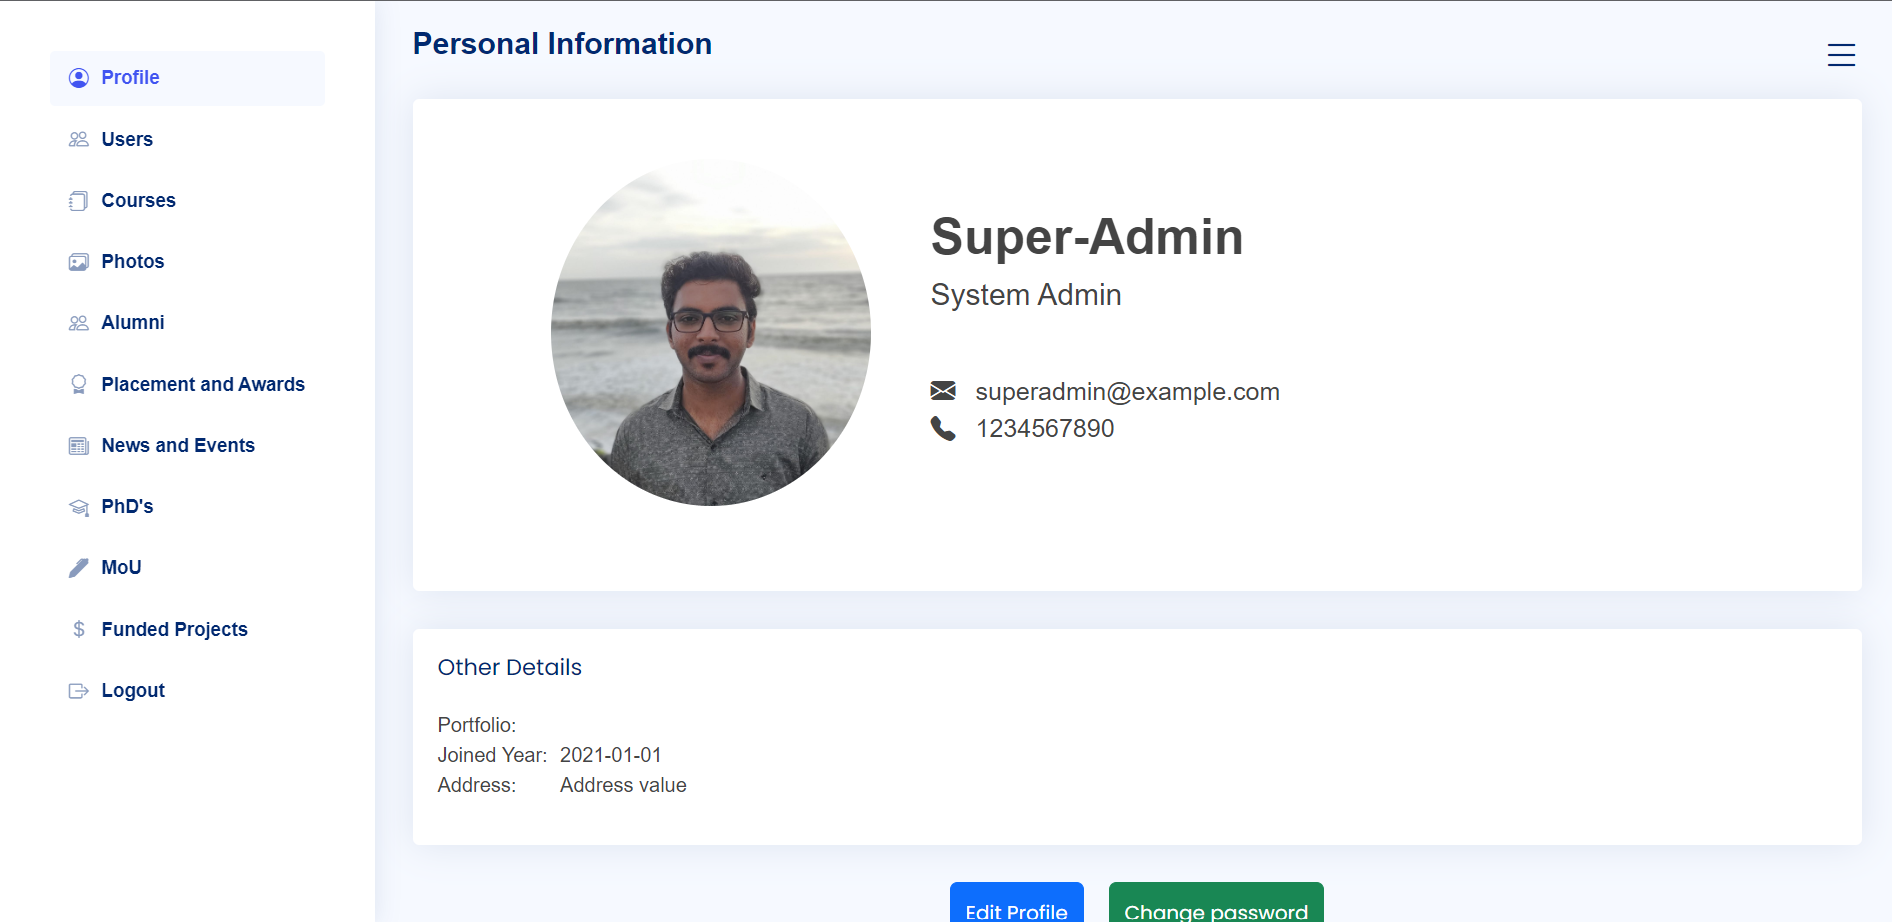 Personal Information
Profile
Users
Courses
Photos
Alumni
Placement and Awards
News and Events
PhD's
MoU
Funded Projects
Logout
Super-Admin
System Admin
superadmin@example.com
1234567890
Other Details
Portfolio:
Joined Year: 2021-01-01
Address: Address value
Edit Profile
Change password